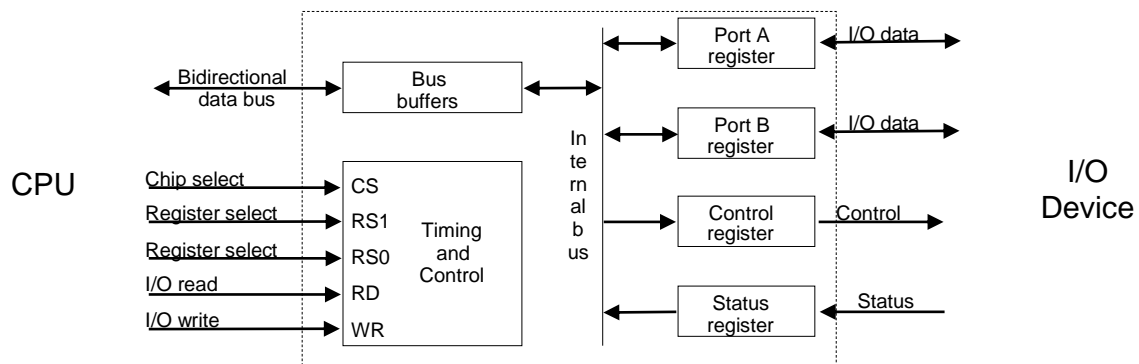 CPU
Bidirectional
data bus
Chip select
Register select
Register select
I/O read
I/O write
Bus
buffers
CS
RS1
RS0
RD
WR
Timing
and
Control
In
te
rn
al b
u
s
Port A
register
Port B
register
Control
register
Status
register
I/O data
I/O data
Control
Status
I/O
Device